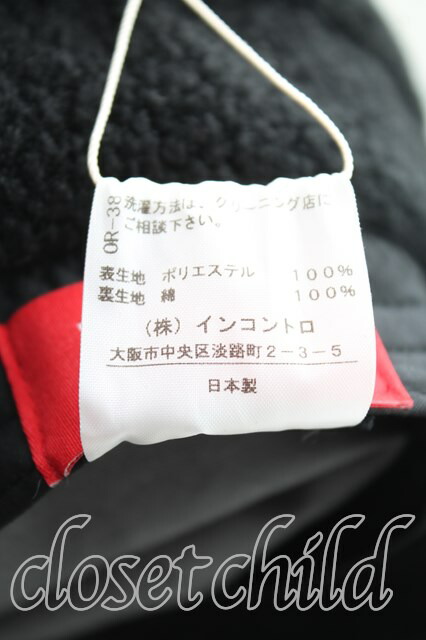 OR-38
洗濯方法は、クリーニング店に
ご相談下さい。
表生地 ポリエステル 100%
裏生地 綿 100%
(株) インコントロ
大阪市中央区淡路町2-3-5
日本製
closet child